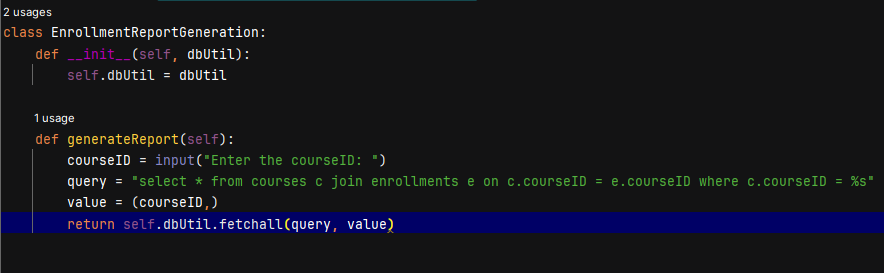 2 usages
class EnrollmentReportGeneration:
    def __init__(self, dbUtil):
        self.dbUtil = dbUtil
1 usage
    def generateReport(self):
        courseID = input("Enter the courseID: ")
        query = "select * from courses c join enrollments e on c.courseID = e.courseID where c.courseID = %s"
        value = (courseID,)
        return self.dbUtil.fetchall(query, value)